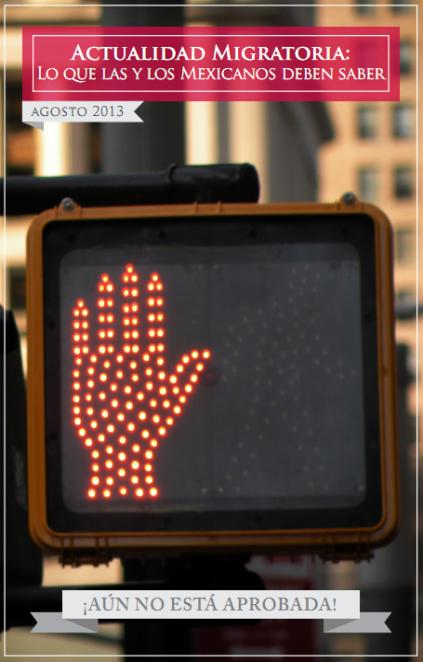 ACTUALIDAD MIGRATORIA:
LO QUE LAS Y LOS MEXICANOS DEBEN SABER
AGOSTO 2013
¡AÚN NO ESTÁ APROBADA!